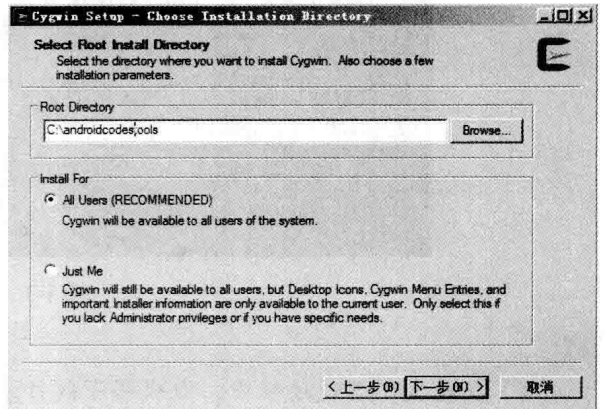 Cygwin Setup - Choose Installation Directory
Select Root Install Directory
Select the directory where you want to install Cygwin. Also choose a few
installation parameters.
Root Directory
C:\androidcodes,ools
Browse...
Install For
All Users (RECOMMENDED)
Cygwin will be available to all users of the system.
Just Me
Cygwin will still be available to all users, but Desktop Icons, Cygwin Menu Entries, and
important Installer information are only available to the current user. Only select this if
you lack Administrator privileges or if you have specific needs.
< 上一步(B)
下一步(N) >
取消